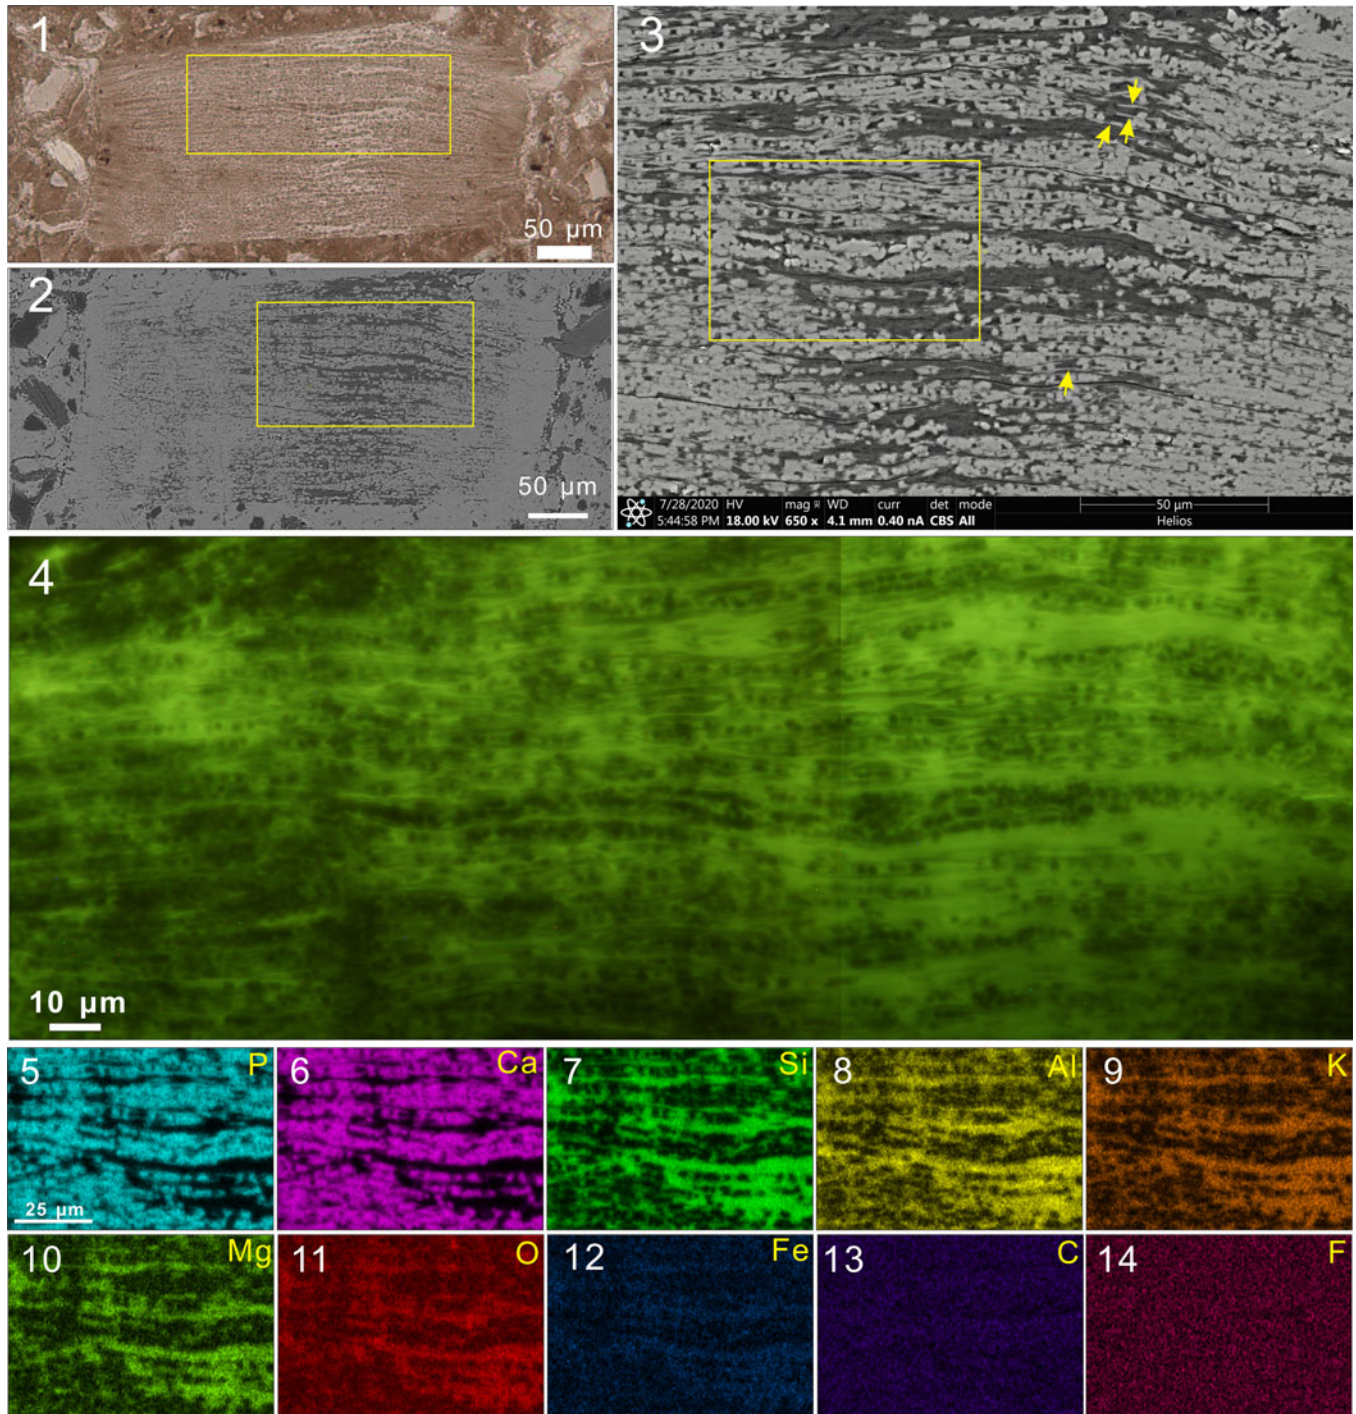 1
50 µm
2
50 µm
3
7/28/2020 HV mag WD curr det mode 50 µm
5:44:58 PM 18.00 kV 650 x 4.1 mm 0.40 nA CBS All Helios
4
10 µm
5 P 6 Ca 7 Si 8 Al 9 K
25 µm
10 Mg 11 O 12 Fe 13 C 14 F